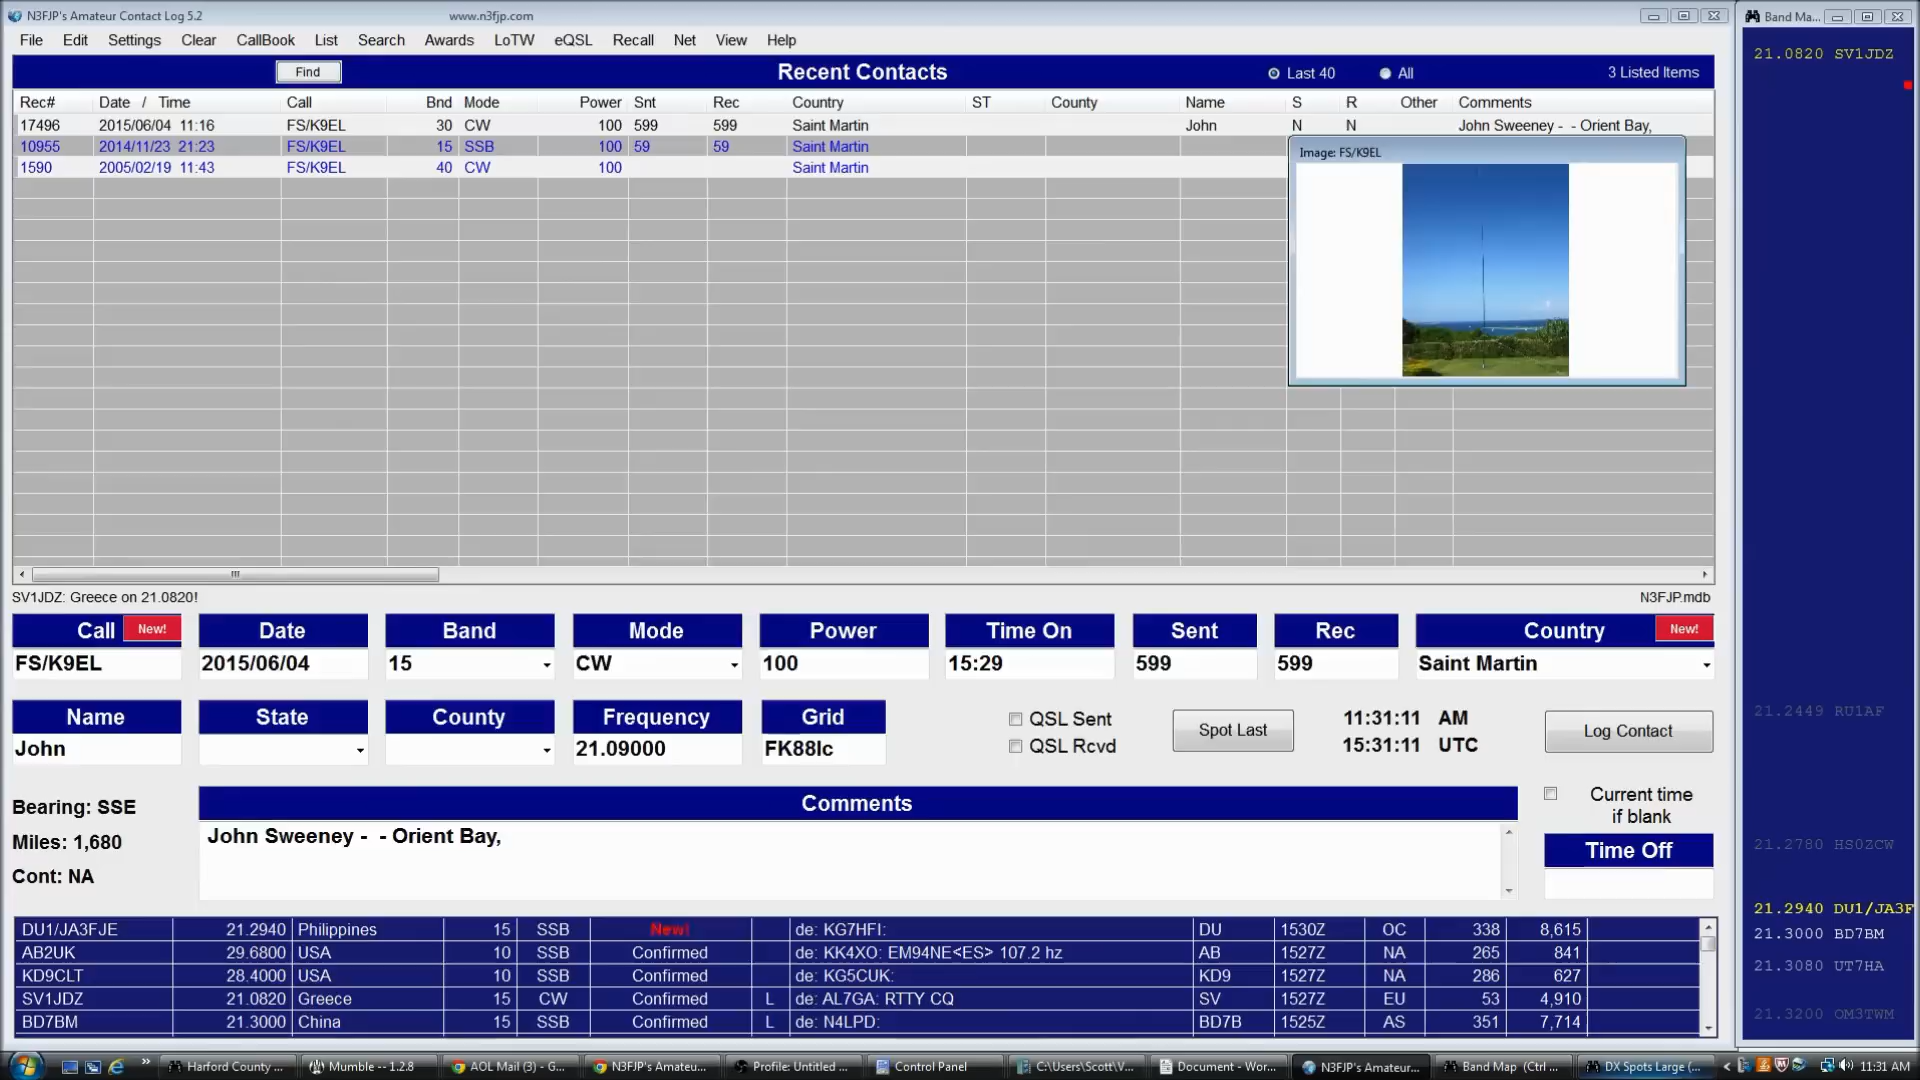 N3FJP's Amateur Contact Log 5.2 www.n3fjp.com
File Edit Settings Clear CallBook List Search Awards LoTW eQSL Recall Net View Help
Find Recent Contacts Last 40 All 3 Listed Items
Rec# Date / Time Call Bnd Mode Power Snt Rec Country ST County Name S R Other Comments
17496 2015/06/04 11:16 FS/K9EL 30 CW 100 599 599 Saint Martin John N N John Sweeney - - Orient Bay,
10955 2014/11/23 21:23 FS/K9EL 15 SSB 100 59 59 Saint Martin
1590 2005/02/19 11:43 FS/K9EL 40 CW 100 Saint Martin
Image: FS/K9EL
SV1JDZ: Greece on 21.0820! N3FJP.mdb
Call New! Date Band Mode Power Time On Sent Rec Country New!
FS/K9EL 2015/06/04 15 CW 100 15:29 599 599 Saint Martin
Name State County Frequency Grid
John 21.09000 FK88lc
QSL Sent
QSL Rcvd
Spot Last
11:31:11 AM
15:31:11 UTC
Log Contact
Bearing: SSE
Miles: 1,680
Cont: NA
Comments
John Sweeney - - Orient Bay,
Current time
if blank
Time Off
DU1/JA3FJE 21.2940 Philippines 15 SSB New! de: KG7HFI: DU 1530Z OC 338 8,615
AB2UK 29.6800 USA 10 SSB Confirmed de: KK4XO: EM94NE<ES> 107.2 hz AB 1527Z NA 265 841
KD9CLT 28.4000 USA 10 SSB Confirmed de: KG5CUK: KD9 1527Z NA 286 627
SV1JDZ 21.0820 Greece 15 CW Confirmed L de: AL7GA: RTTY CQ SV 1527Z EU 53 4,910
BD7BM 21.3000 China 15 SSB Confirmed L de: N4LPD: BD7B 1525Z AS 351 7,714
Band Ma...
21.0820 SV1JDZ
21.2449 RU1AF
21.2780 HS0ZCW
21.2940 DU1/JA3F
21.3000 BD7BM
21.3080 UT7HA
21.3200 OM3TWM
Harford County ... Mumble -- 1.2.8 AOL Mail (3) - G... N3FJP's Amateu... Profile: Untitled ... Control Panel C:\Users\Scott\V... Document - Wor... N3FJP's Amateur... Band Map (Ctrl ... DX Spots Large (... 11:31 AM